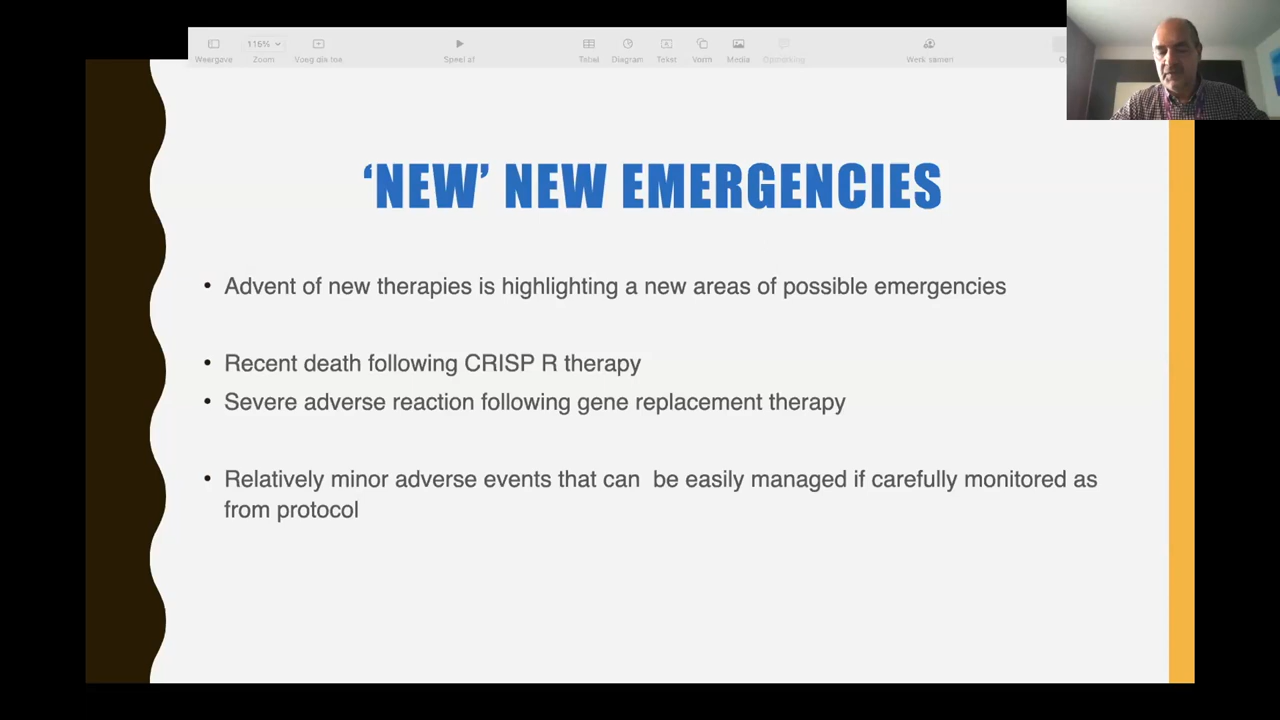 116%
Weergave Zoom Voeg dia toe Speel af Tabel Diagram Tekst Vorm Media Opmerking Werk samen
‘NEW’ NEW EMERGENCIES
• Advent of new therapies is highlighting a new areas of possible emergencies
• Recent death following CRISP R therapy
• Severe adverse reaction following gene replacement therapy
• Relatively minor adverse events that can be easily managed if carefully monitored as
from protocol